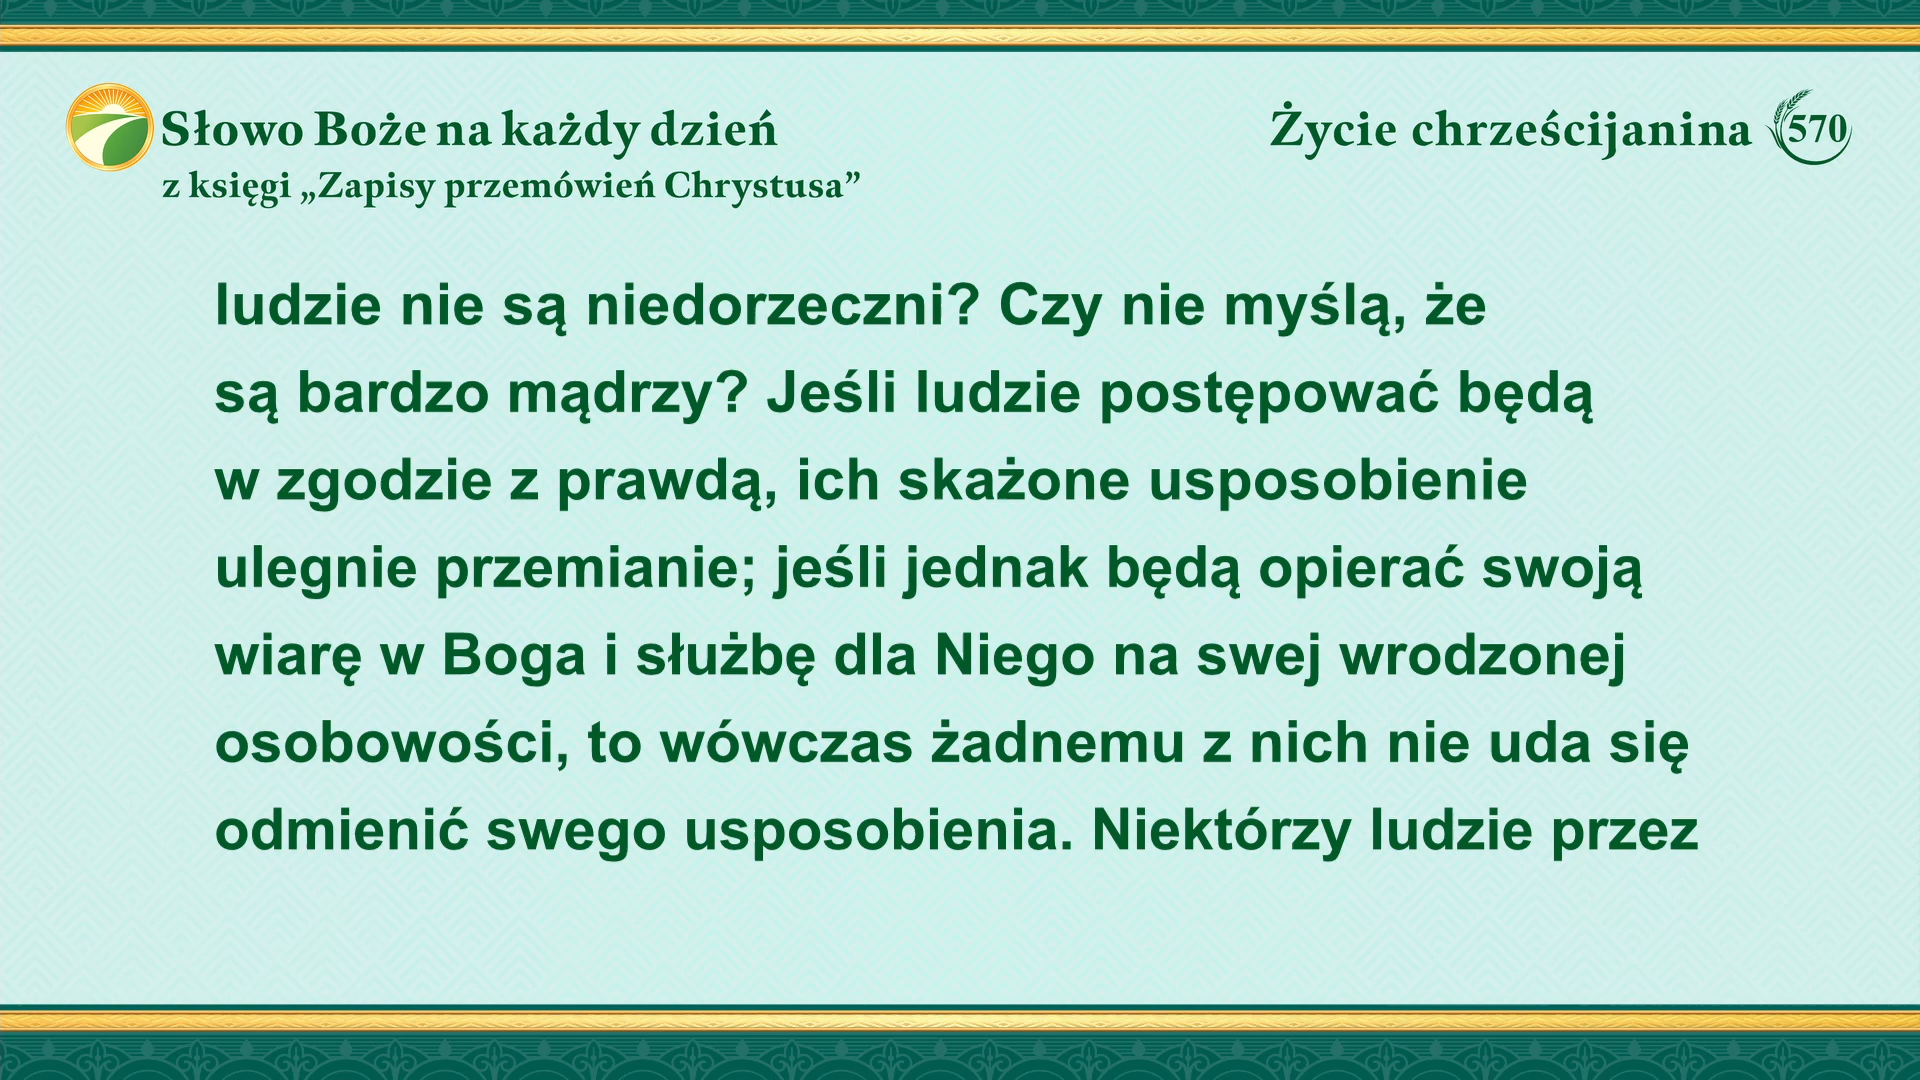 Słowo Boże na każdy dzień
z księgi „Zapisy przemówień Chrystusa”
Życie chrześcijanina 570
ludzie nie są niedorzeczni? Czy nie myślą, że
są bardzo mądrzy? Jeśli ludzie postępować będą
w zgodzie z prawdą, ich skażone usposobienie
ulegnie przemianie; jeśli jednak będą opierać swoją
wiarę w Boga i służbę dla Niego na swej wrodzonej
osobowości, to wówczas żadnemu z nich nie uda się
odmienić swego usposobienia. Niektórzy ludzie przez